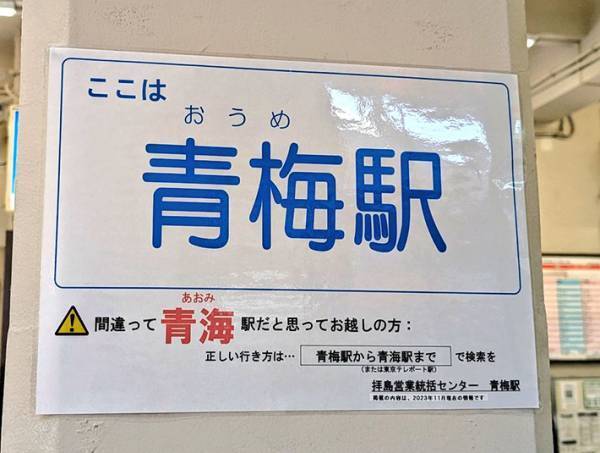 ここは
おうめ
青梅駅
あおみ
間違って青海駅だと思ってお越しの方：
正しい行き方は… 青梅駅から青海駅まで で検索を
(または東京テレポート駅)
拝島営業統括センター 青梅駅
掲載の内容は、2023年11月現在の情報です